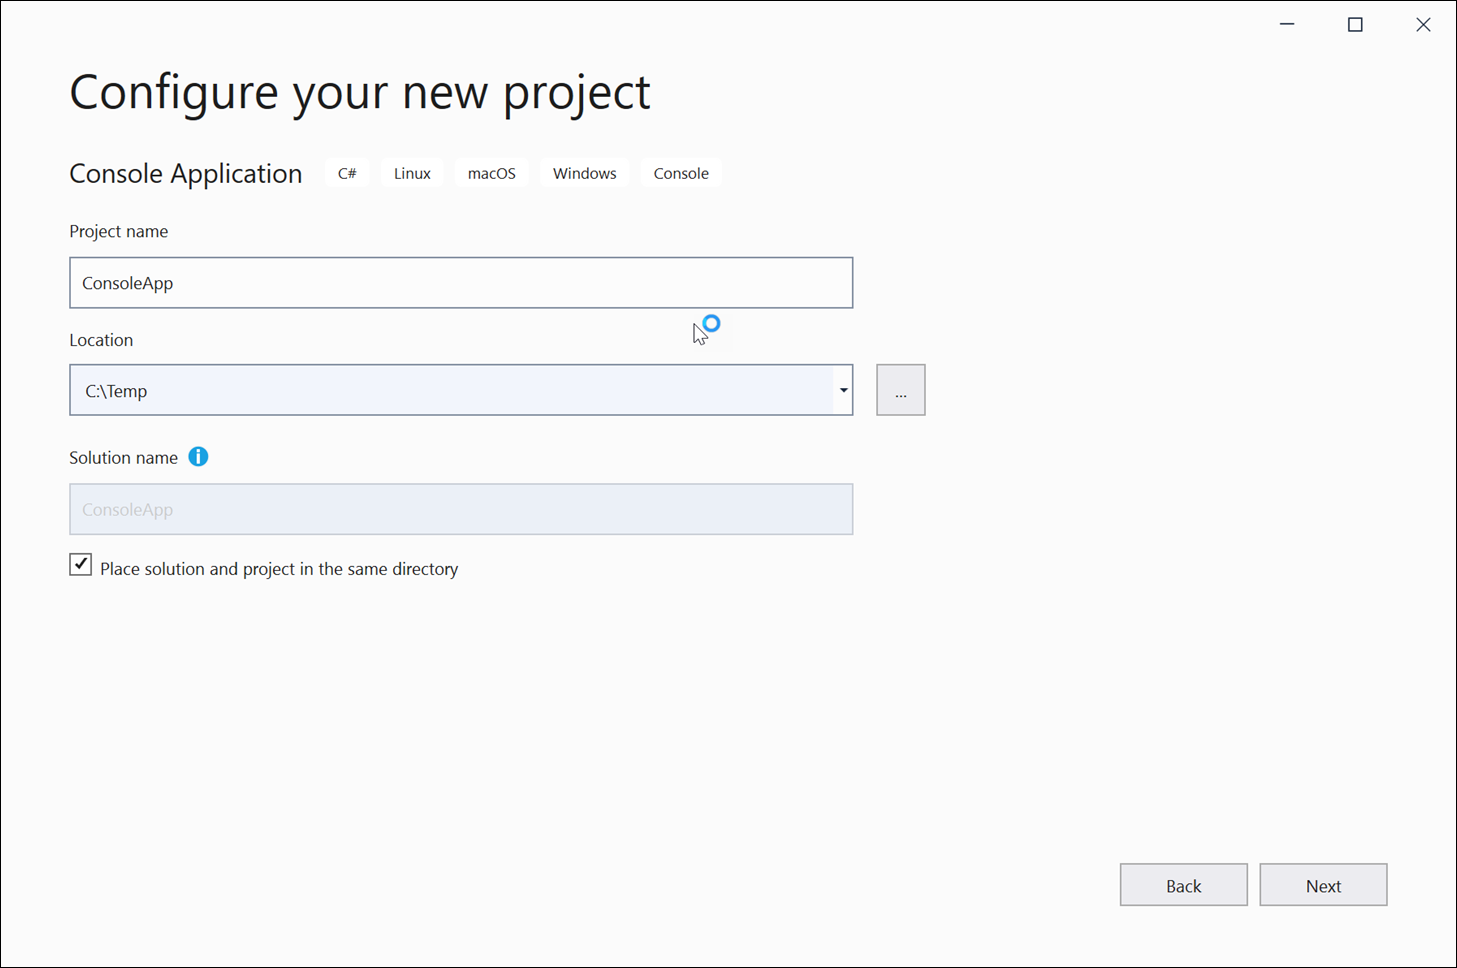 Configure your new project
Console Application C# Linux macOS Windows Console
Project name
ConsoleApp
Location
C:\Temp
...
Solution name
ConsoleApp
Place solution and project in the same directory
Back Next